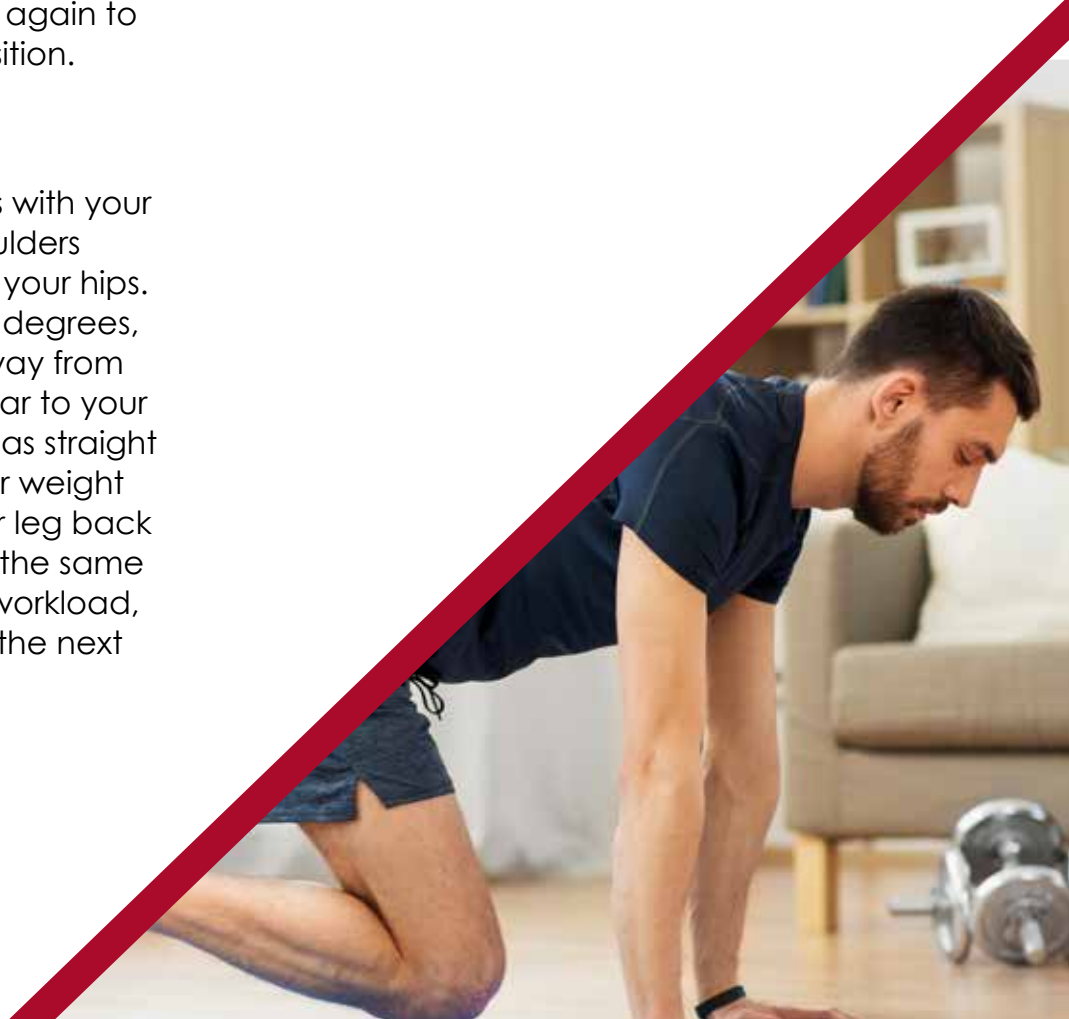 again to
sition.
s with your
ulders
your hips.
degrees,
way from
ar to your
as straight
r weight
r leg back
the same
workload,
the next